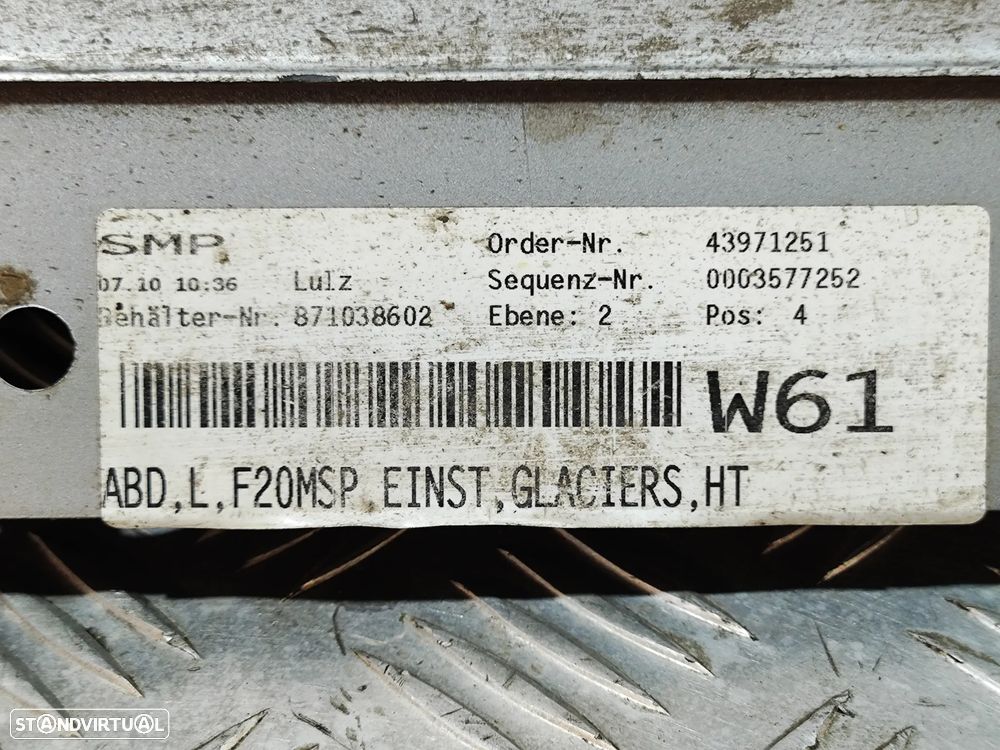 SMP Order-Nr. 43971251
07.10 10:36 Lulz Sequenz-Nr. 0003577252
Behälter-Nr. 871038602 Ebene: 2 Pos: 4
W61
ABD,L,F20MSP EINST,GLACIERS,HT
STANDVIRTUAL